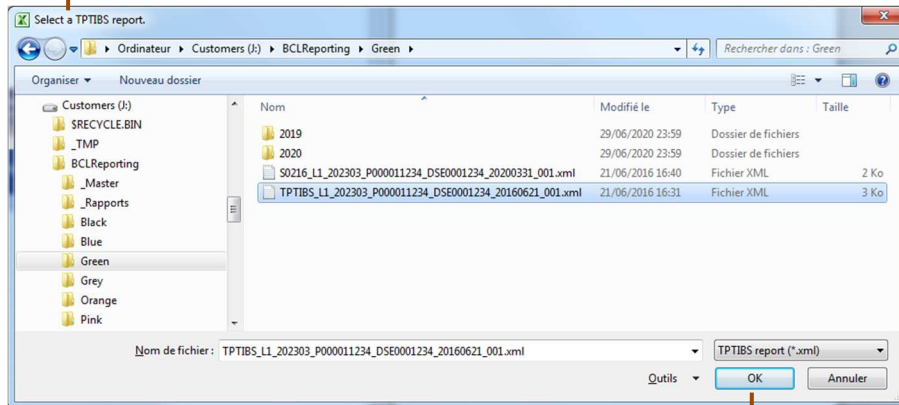 Select a TPTIBS report.
Ordinateur Customers (J:) BCLReporting Green
Rechercher dans : Green
Organiser Nouveau dossier
Customers (J:)
$RECYCLE.BIN
_TMP
BCLReporting
_Master
_Rapports
Black
Blue
Green
Grey
Orange
Pink
Nom Modifié le Type Taille
2019 29/06/2020 23:59 Dossier de fichiers
2020 29/06/2020 23:59 Dossier de fichiers
S0216_L1_202303_P000011234_DSE0001234_20200331_001.xml 21/06/2016 16:40 Fichier XML 2 Ko
TPTIBS_L1_202303_P000011234_DSE0001234_20160621_001.xml 21/06/2016 16:31 Fichier XML 3 Ko
Nom de fichier : TPTIBS_L1_202303_P000011234_DSE0001234_20160621_001.xml TPTIBS report (*.xml)
Outils OK Annuler